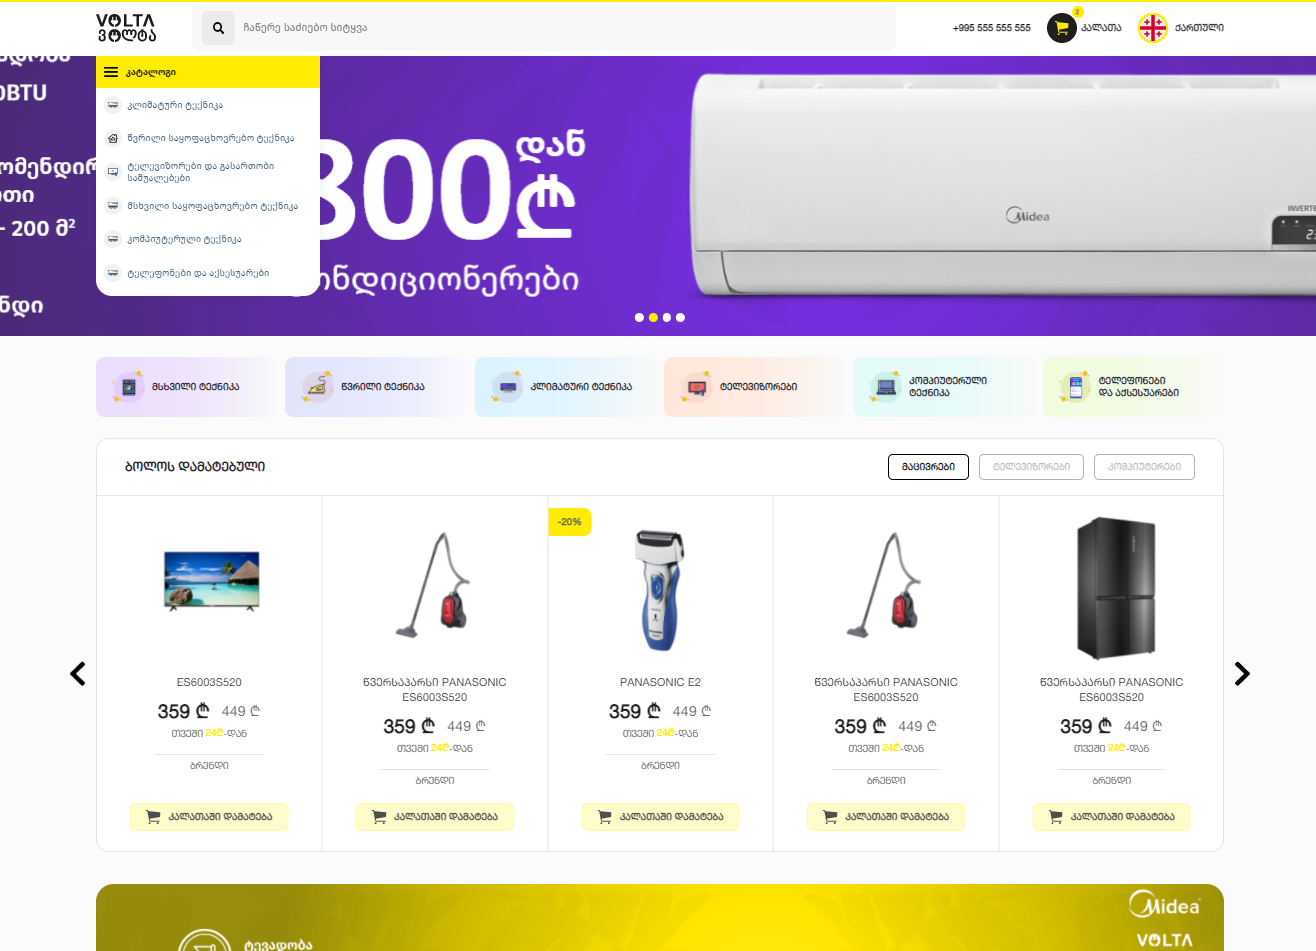 VOLTA
ვოლტა
ჩაწერე საძიებო სიტყვა
+995 555 555 555
2
კალათა
ქართული
კატალოგი
კლიმატური ტექნიკა
წვრილი საყოფაცხოვრებო ტექნიკა
ტელევიზორები და გასართობი
საშუალებები
მსხვილი საყოფაცხოვრებო ტექნიკა
კომპიუტერული ტექნიკა
ტელეფონები და აქსესუარები
0BTU
ომენდირ
ითი
- 200 მ²
ნდი
800₾
დან
ონდიციონერები
Midea
INVERTE
მსხვილი ტექნიკა
წვრილი ტექნიკა
კლიმატური ტექნიკა
ტელევიზორები
კომპიუტერული
ტექნიკა
ტელეფონები
და აქსესუარები
ბოლოს დამატებული
მაცივრები
ტელევიზორები
კომპიუტერები
-20%
ES6003S520
359 ₾ 449 ₾
თვეში 24₾-დან
ბრენდი
კალათაში დამატება
წვერსაპარსი PANASONIC
ES6003S520
359 ₾ 449 ₾
თვეში 24₾-დან
ბრენდი
კალათაში დამატება
PANASONIC E2
359 ₾ 449 ₾
თვეში 24₾-დან
ბრენდი
კალათაში დამატება
წვერსაპარსი PANASONIC
ES6003S520
359 ₾ 449 ₾
თვეში 24₾-დან
ბრენდი
კალათაში დამატება
წვერსაპარსი PANASONIC
ES6003S520
359 ₾ 449 ₾
თვეში 24₾-დან
ბრენდი
კალათაში დამატება
Midea
VOLTA
ტევადობა